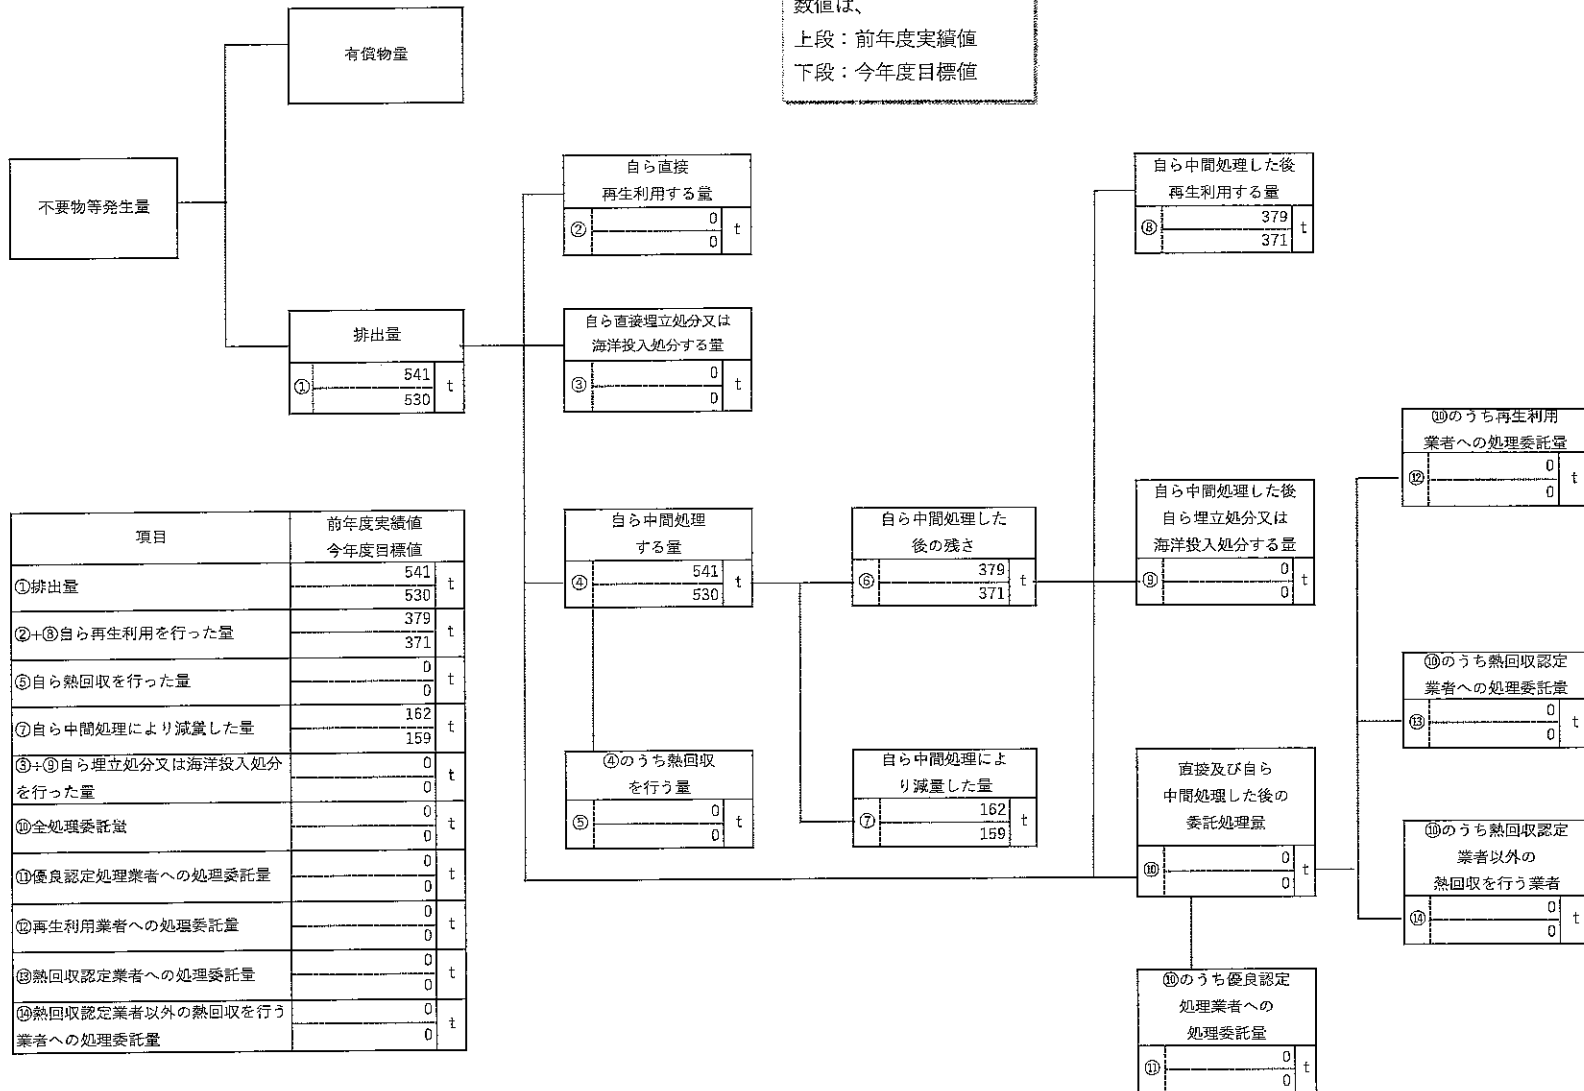 数値は、
上段:前年度実績値
下段:今年度目標値
有償物量
不要物等発生量
自ら直接
再生利用する量
② 0 t
0
自ら中間処理した後
再生利用する量
⑧ 379 t
371
排出量
① 541 t
530
自ら直接埋立処分又は
海洋投入処分する量
③ 0 t
0
⑩のうち再生利用
業者への処理委託量
⑫ 0 t
0
自ら中間処理
する量
④ 541 t
530
自ら中間処理した
後の残さ
⑥ 379 t
371
自ら中間処理した後
自ら埋立処分又は
海洋投入処分する量
⑨ 0 t
0
⑩のうち熱回収認定
業者への処理委託量
⑬ 0 t
0
④のうち熱回収
を行う量
⑤ 0 t
0
自ら中間処理によ
り減量した量
⑦ 162 t
159
直接及び自ら
中間処理した後の
委託処理量
⑩ 0 t
0
⑩のうち熱回収認定
業者以外の
熱回収を行う業者
⑭ 0 t
0
⑩のうち優良認定
処理業者への
処理委託量
⑪ 0 t
0
項目 前年度実績値
今年度目標値
①排出量 541 t
530
②+⑧自ら再生利用を行った量 379 t
371
⑤自ら熱回収を行った量 0 t
0
⑦自ら中間処理により減量した量 162 t
159
③+⑨自ら埋立処分又は海洋投入処分 0 t
を行った量 0
⑩全処理委託量 0 t
0
⑪優良認定処理業者への処理委託量 0 t
0
⑫再生利用業者への処理委託量 0 t
0
⑬熱回収認定業者への処理委託量 0 t
0
⑭熱回収認定業者以外の熱回収を行う 0 t
業者への処理委託量 0